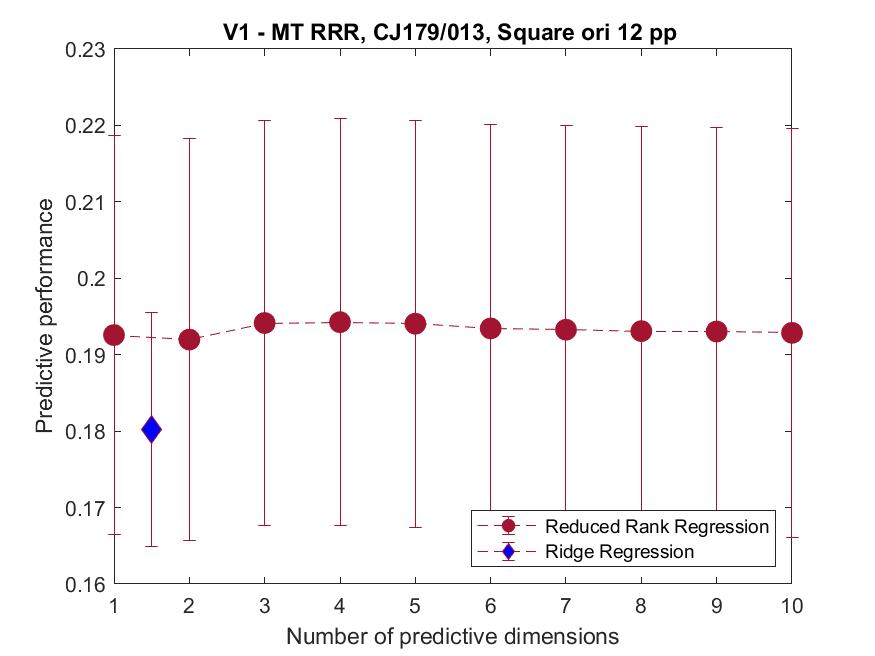 V1 - MT RRR, CJ179/013, Square ori 12 pp
0.23
0.22
0.21
0.2
0.19
0.18
0.17
0.16
Predictive performance
Reduced Rank Regression
Ridge Regression
1 2 3 4 5 6 7 8 9 10
Number of predictive dimensions